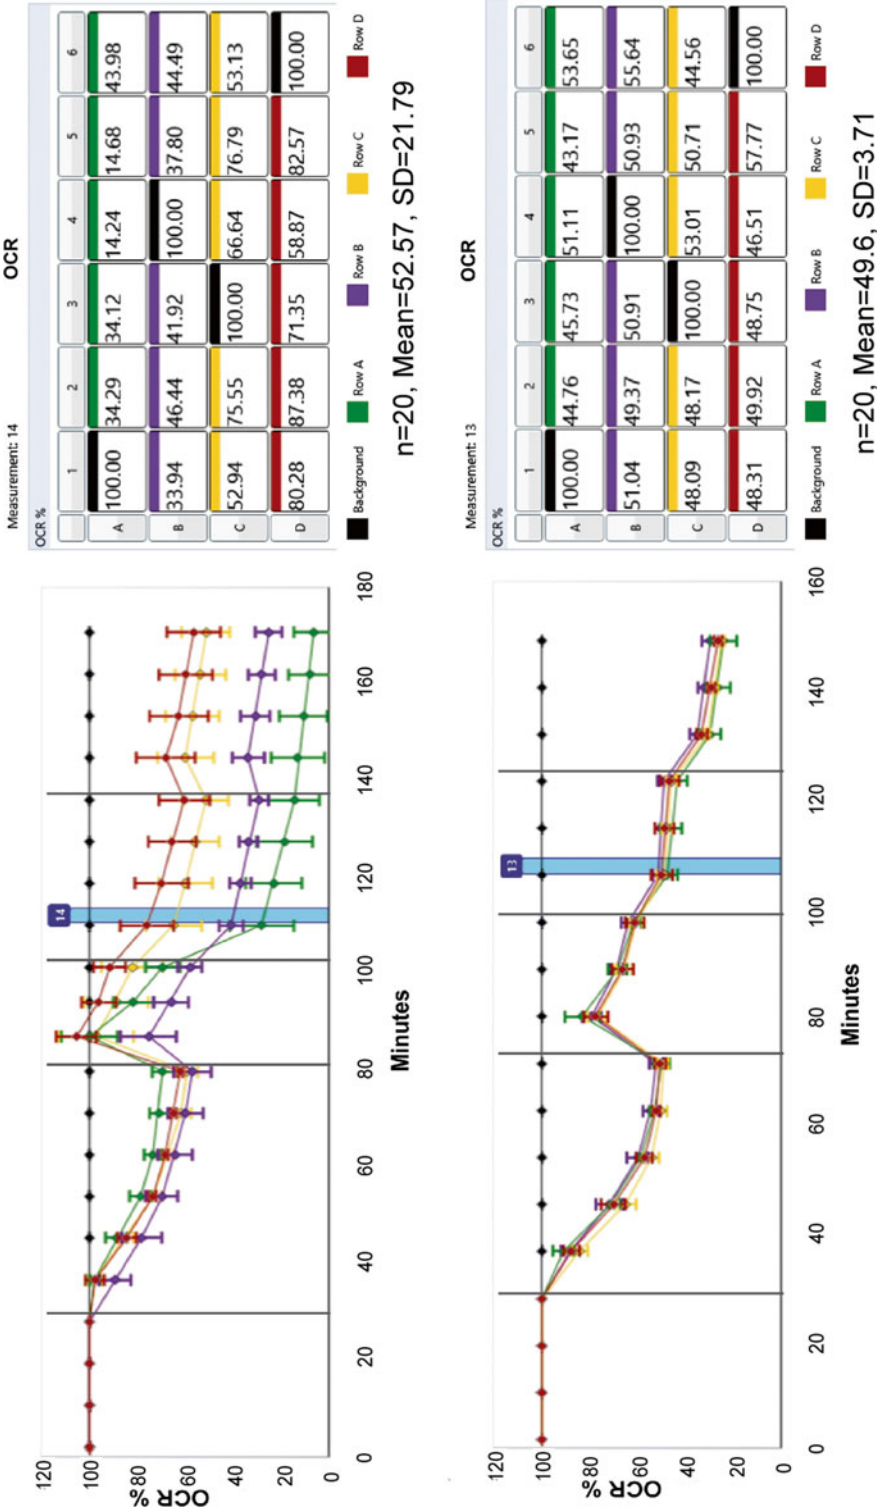 120
100
80
60
40
20
0
OCR %
0
20
40
60
80
100
120
140
160
180
Minutes
14
OCR
Measurement: 14
OCR %
1 2 3 4 5 6
A 100.00 34.29 34.12 14.24 14.68 43.98
B 33.94 46.44 41.92 100.00 37.80 44.49
C 52.94 75.55 100.00 66.64 76.79 53.13
D 80.28 87.38 71.35 58.87 82.57 100.00
Background Row A Row B Row C Row D
n=20, Mean=52.57, SD=21.79
120
100
80
60
40
20
0
OCR %
0
20
40
60
80
100
120
140
160
Minutes
13
OCR
Measurement: 13
OCR %
1 2 3 4 5 6
A 100.00 44.76 45.73 51.11 43.17 53.65
B 51.04 49.37 50.91 100.00 50.93 55.64
C 48.09 48.17 100.00 53.01 50.71 44.56
D 48.31 49.92 48.75 46.51 57.77 100.00
Background Row A Row B Row C Row D
n=20, Mean=49.6, SD=3.71